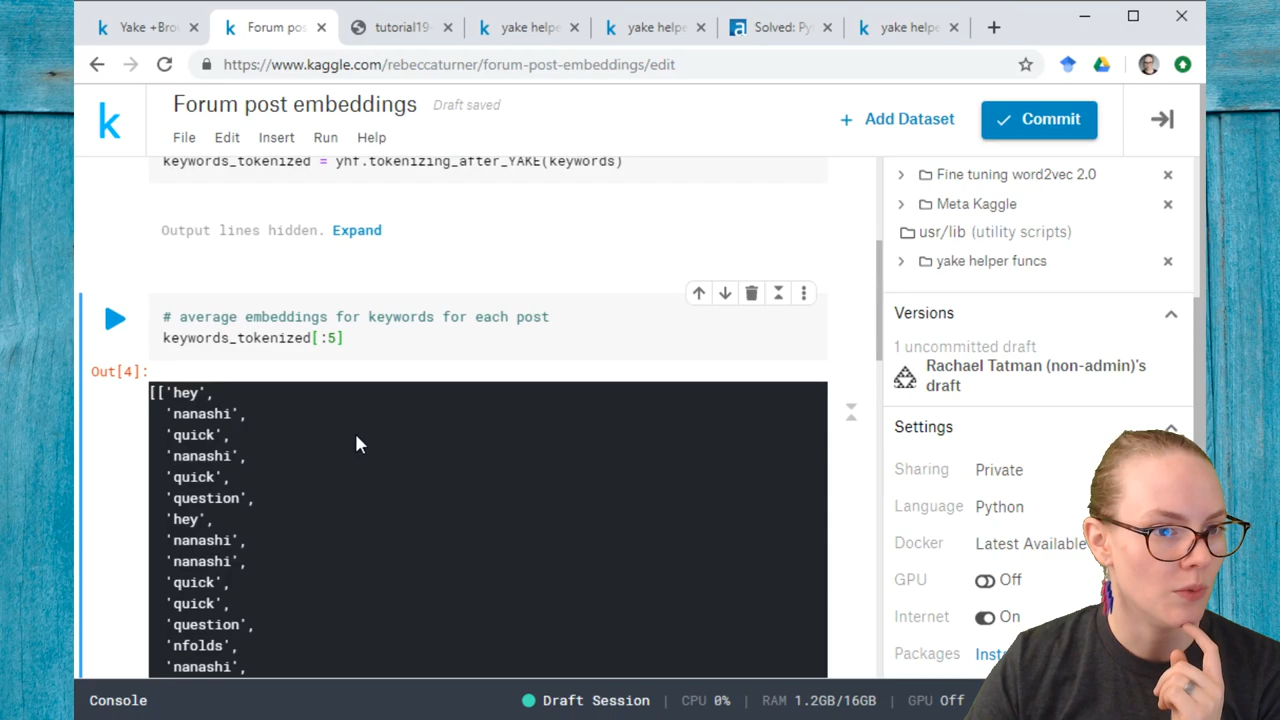 Yake +Bro
Forum pos
tutorial19-
yake helpe
yake helpe
Solved: Py
yake helpe
https://www.kaggle.com/rebeccaturner/forum-post-embeddings/edit
k
Forum post embeddings
Draft saved
File Edit Insert Run Help
+ Add Dataset
Commit
keywords_tokenized = yhf.tokenizing_after_YAKE(keywords)
Output lines hidden. Expand
# average embeddings for keywords for each post
keywords_tokenized[:5]
Out[4]:
[['hey',
'nanashi',
'quick',
'nanashi',
'quick',
'question',
'hey',
'nanashi',
'nanashi',
'quick',
'quick',
'question',
'nfolds',
'nanashi',
Fine tuning word2vec 2.0
Meta Kaggle
usr/lib (utility scripts)
yake helper funcs
Versions
1 uncommitted draft
Rachael Tatman (non-admin)'s
draft
Settings
Sharing Private
Language Python
Docker Latest Available
GPU Off
Internet On
Packages Inst
Console
Draft Session | CPU 0% | RAM 1.2GB/16GB | GPU Off